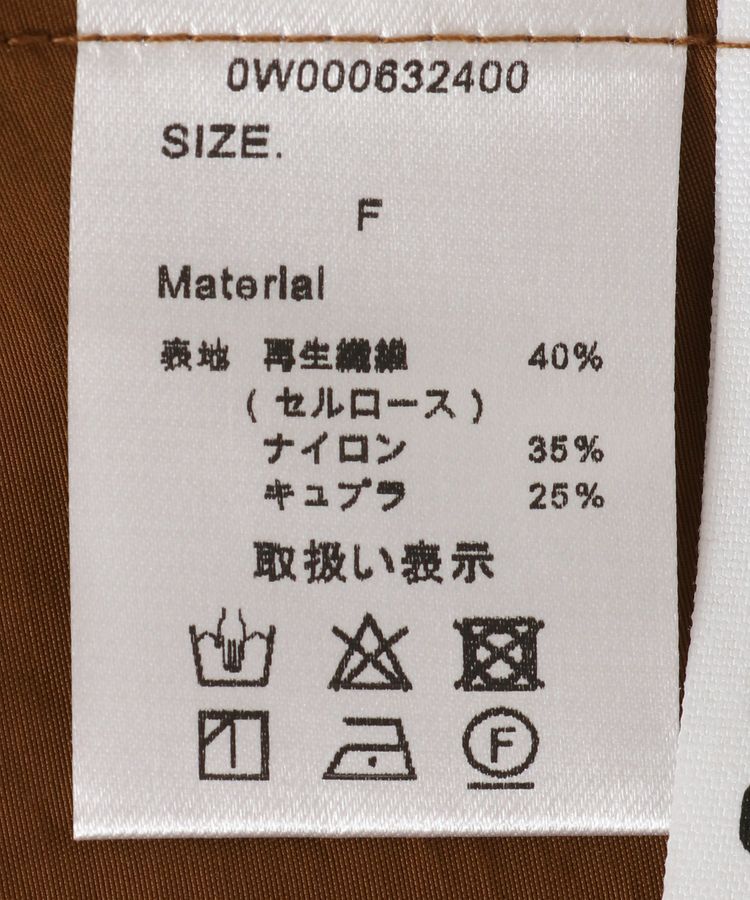 0W000632400
SIZE.
F
Material
表地 再生繊維 40%
(セルロース)
ナイロン 35%
キュプラ 25%
取扱い表示
F